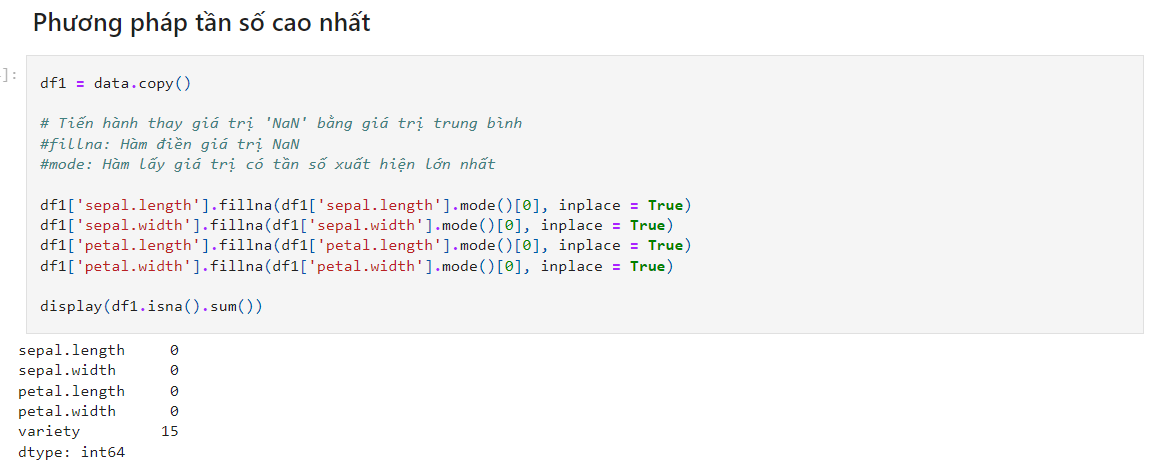 Phương pháp tần số cao nhất
]:
df1 = data.copy()
# Tiến hành thay giá trị 'NaN' bằng giá trị trung bình
#fillna: Hàm điền giá trị NaN
#mode: Hàm lấy giá trị có tần số xuất hiện lớn nhất
df1['sepal.length'].fillna(df1['sepal.length'].mode()[0], inplace = True)
df1['sepal.width'].fillna(df1['sepal.width'].mode()[0], inplace = True)
df1['petal.length'].fillna(df1['petal.length'].mode()[0], inplace = True)
df1['petal.width'].fillna(df1['petal.width'].mode()[0], inplace = True)
display(df1.isna().sum())
sepal.length 0
sepal.width 0
petal.length 0
petal.width 0
variety 15
dtype: int64